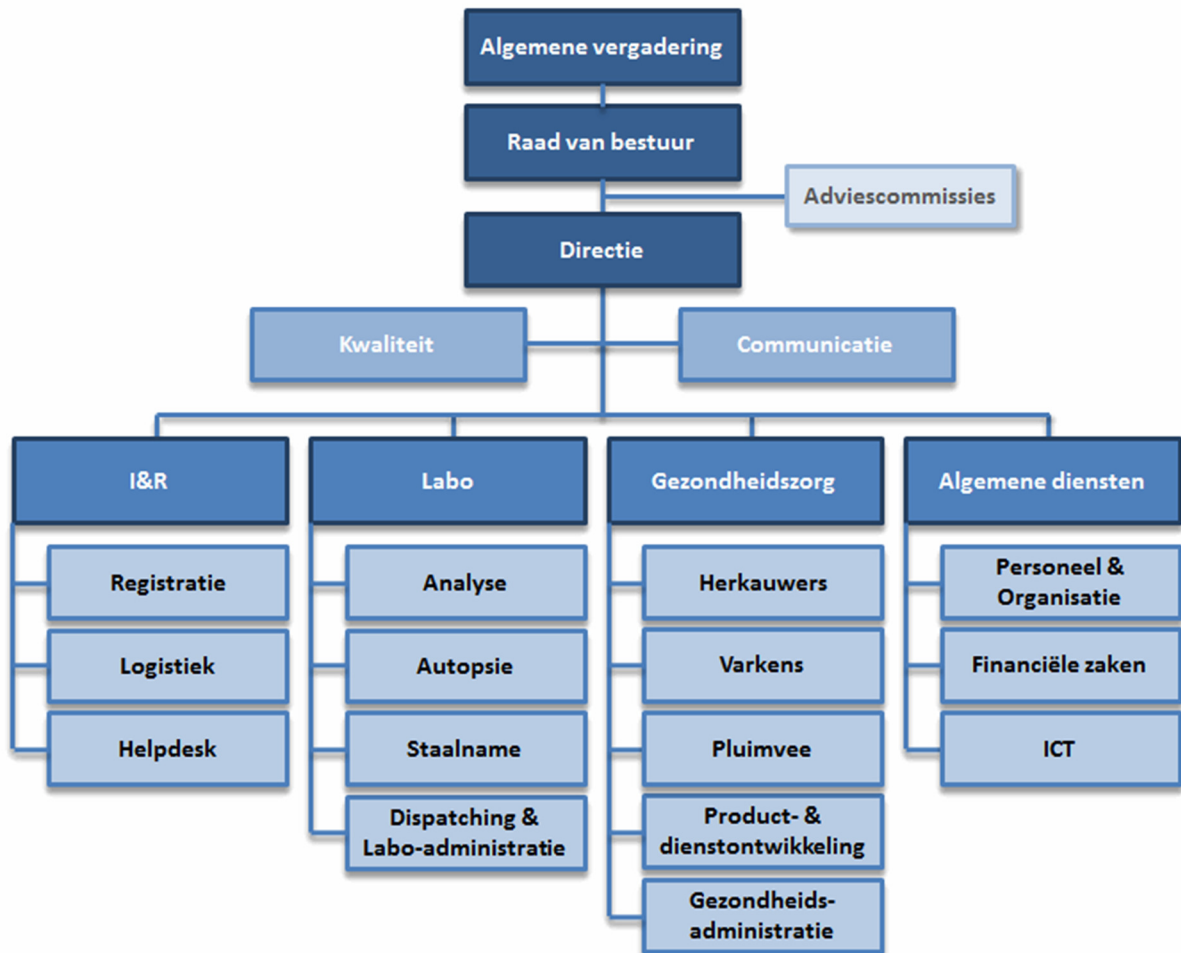 Algemene vergadering
Raad van bestuur
Adviescommissies
Directie
Kwaliteit
Communicatie
I&R
Labo
Gezondheidszorg
Algemene diensten
Registratie
Logistiek
Helpdesk
Analyse
Autopsie
Staalname
Dispatching &
Labo-administratie
Herkauwers
Varkens
Pluimvee
Product- &
dienstontwikkeling
Gezondheids-
administratie
Personeel &
Organisatie
Financiële zaken
ICT